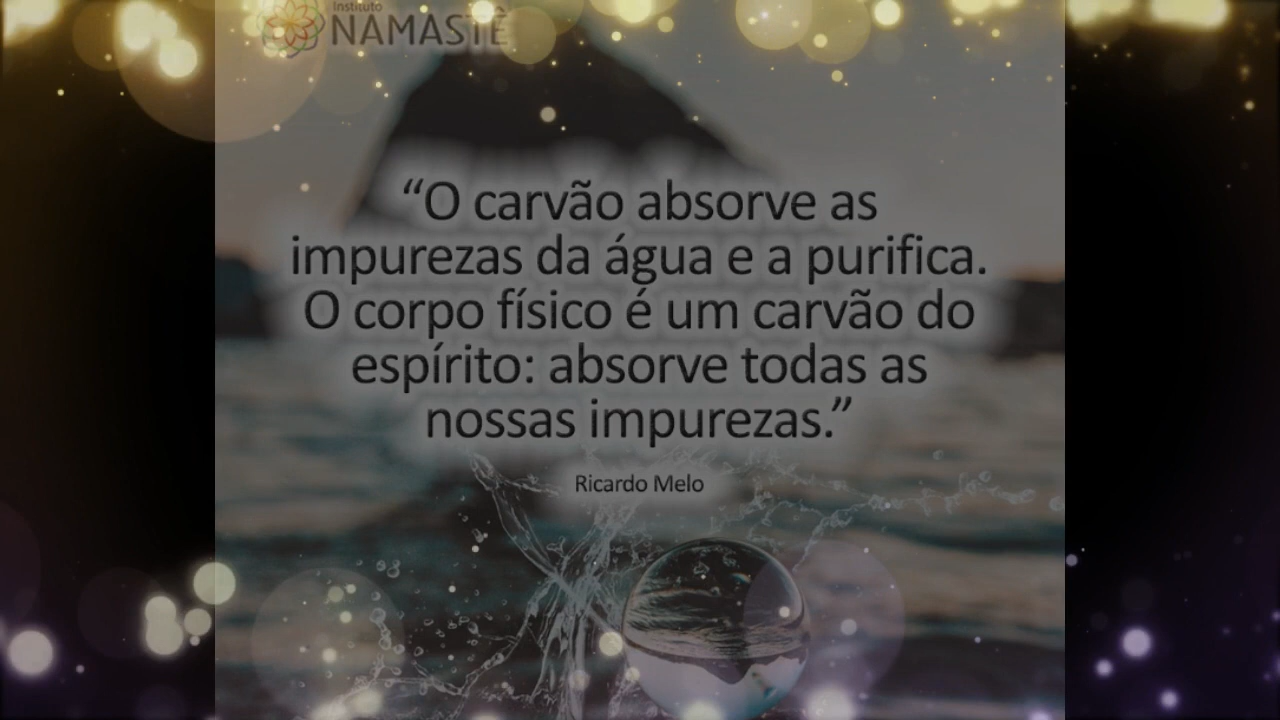 Instituto
NAMASTÊ
“O carvão absorve as
impurezas da água e a purifica.
O corpo físico é um carvão do
espírito: absorve todas as
nossas impurezas.”
Ricardo Melo